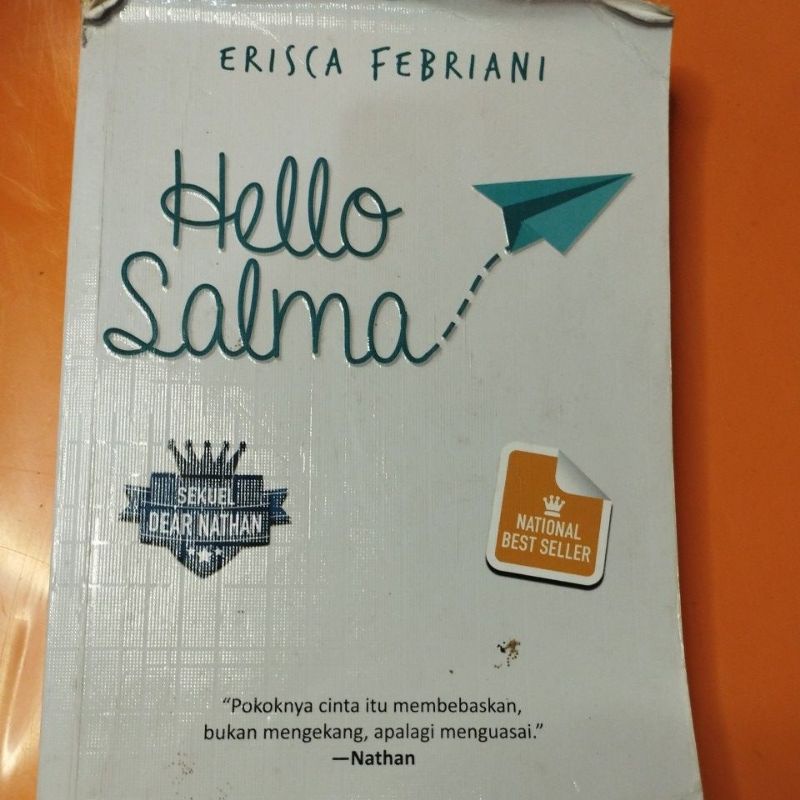 ERISCA FEBRIANI
Hello
Salma
SEKUEL
DEAR NATHAN
NATIONAL
BEST SELLER
“Pokoknya cinta itu membebaskan,
bukan mengekang, apalagi menguasai.”
—Nathan